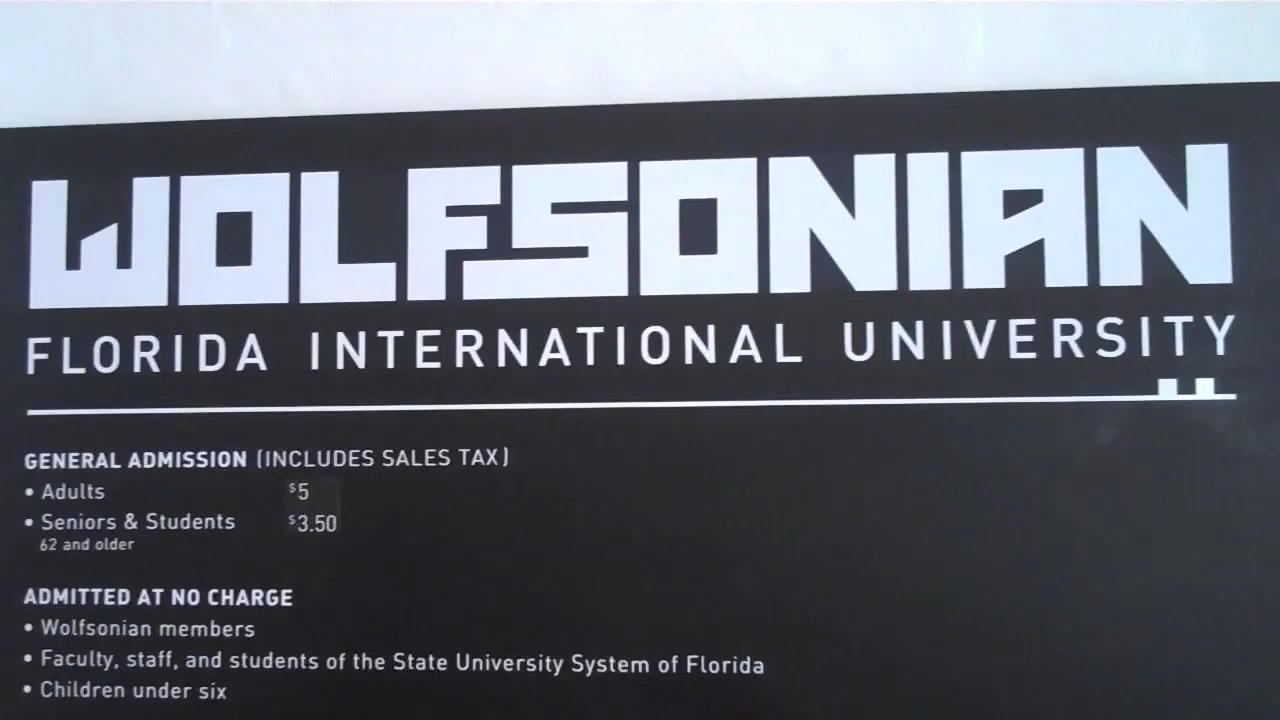 WOLFSONIAN
FLORIDA INTERNATIONAL UNIVERSITY
GENERAL ADMISSION (INCLUDES SALES TAX)
• Adults $5
• Seniors & Students $3.50
62 and older
ADMITTED AT NO CHARGE
• Wolfsonian members
• Faculty, staff, and students of the State University System of Florida
• Children under six